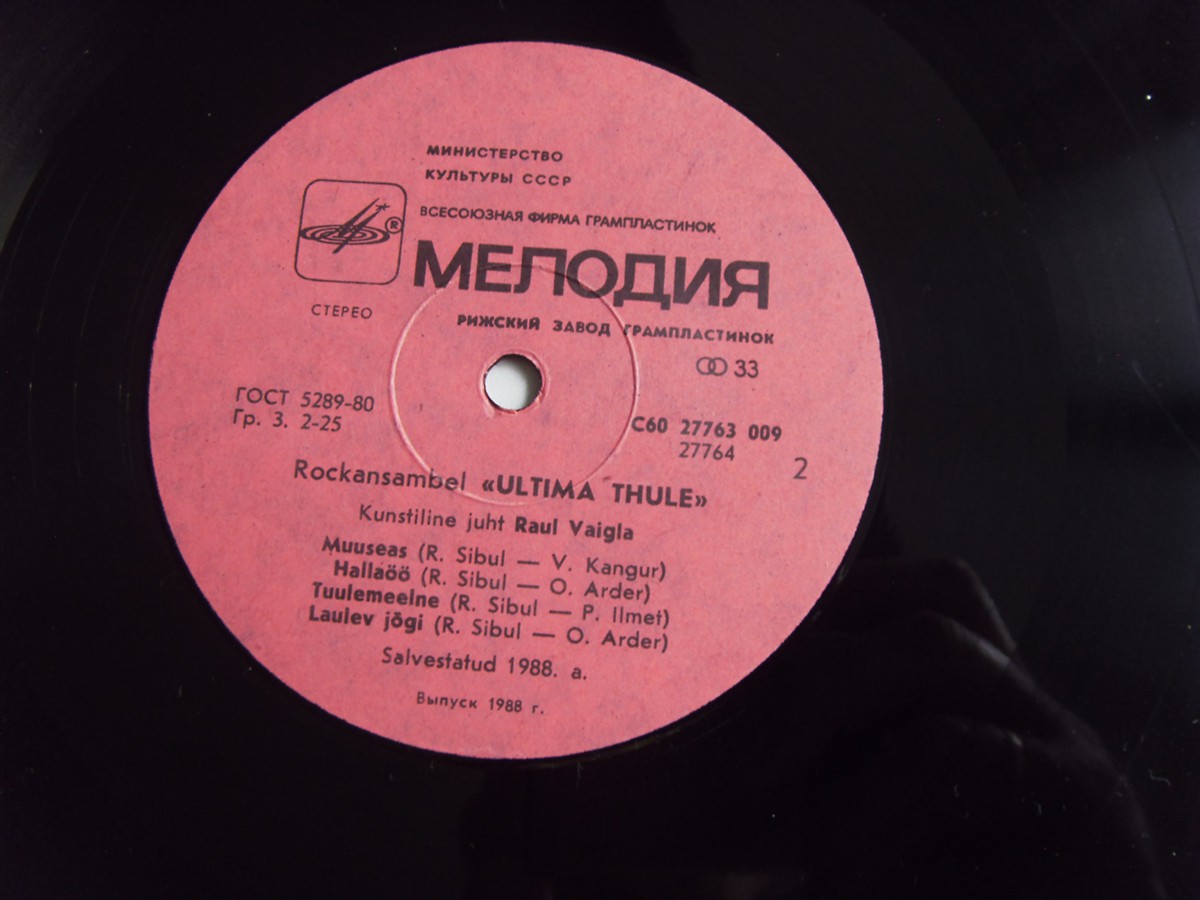 МИНИСТЕРСТВО
КУЛЬТУРЫ СССР
ВСЕСОЮЗНАЯ ФИРМА ГРАМПЛАСТИНОК
®
МЕЛОДИЯ
СТЕРЕО
РИЖСКИЙ ЗАВОД ГРАМПЛАСТИНОК
33
ГОСТ 5289-80
Гр. 3. 2-25
С60 27763 009
27764
2
Rockansambel «ULTIMA THULE»
Kunstiline juht Raul Vaigla
Muuseas (R. Sibul — V. Kangur)
Hallaöö (R. Sibul — O. Arder)
Tuulemeelne (R. Sibul — P. Ilmet)
Laulev jõgi (R. Sibul — O. Arder)
Salvestatud 1988. a.
Выпуск 1988 г.